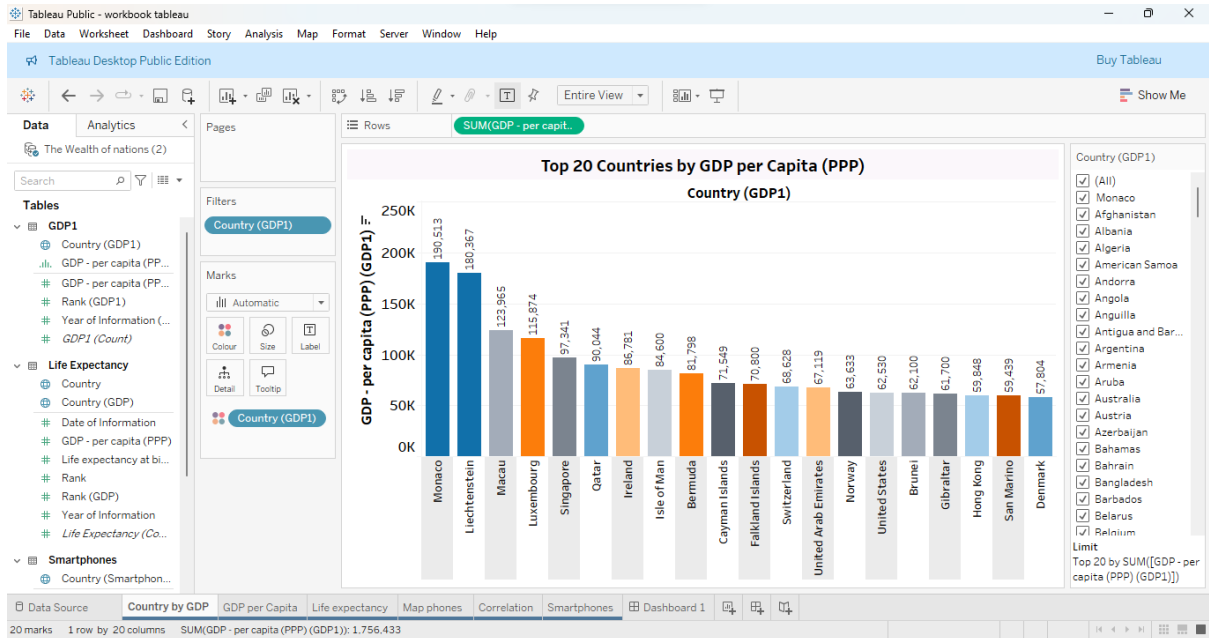 Tableau Public - workbook tableau
File Data Worksheet Dashboard Story Analysis Map Format Server Window Help
Tableau Desktop Public Edition
Buy Tableau
Entire View
Show Me
Data Analytics
The Wealth of nations (2)
Search
Tables
GDP1
Country (GDP1)
GDP - per capita (PP...
GDP - per capita (PP...
Rank (GDP1)
Year of Information (...
GDP1 (Count)
Life Expectancy
Country
Country (GDP)
Date of Information
GDP - per capita (PPP)
Life expectancy at bi...
Rank
Rank (GDP)
Year of Information
Life Expectancy (Co...
Smartphones
Country (Smartphon...
Pages
Filters
Country (GDP1)
Marks
Automatic
Colour Size Label
Detail Tooltip
Country (GDP1)
Rows
SUM(GDP - per capit..
Top 20 Countries by GDP per Capita (PPP)
Country (GDP1)
GDP - per capita (PPP) (GDP1)
250K
200K
150K
100K
50K
0K
190,513
180,367
123,965
115,874
97,341
90,044
86,781
84,600
81,798
71,549
70,800
68,628
67,119
63,633
62,530
62,100
61,700
59,848
59,439
57,804
Monaco
Liechtenstein
Macau
Luxembourg
Singapore
Qatar
Ireland
Isle of Man
Bermuda
Cayman Islands
Falkland Islands
Switzerland
United Arab Emirates
Norway
United States
Brunei
Gibraltar
Hong Kong
San Marino
Denmark
Country (GDP1)
(All)
Monaco
Afghanistan
Albania
Algeria
American Samoa
Andorra
Angola
Anguilla
Antigua and Bar...
Argentina
Armenia
Aruba
Australia
Austria
Azerbaijan
Bahamas
Bahrain
Bangladesh
Barbados
Belarus
Belgium
Limit
Top 20 by SUM([GDP - per
capita (PPP) (GDP1)])
Data Source Country by GDP GDP per Capita Life expectancy Map phones Correlation Smartphones Dashboard 1
20 marks 1 row by 20 columns SUM(GDP - per capita (PPP) (GDP1)): 1,756,433